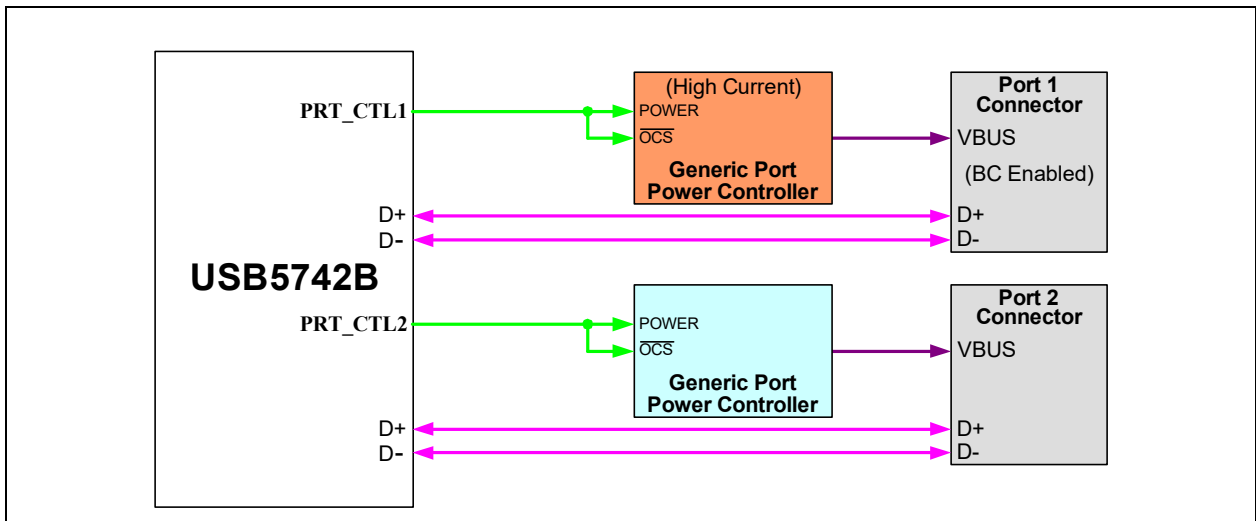 PRT_CTL1
D+
D-
USB5742B
PRT_CTL2
D+
D-
(High Current)
POWER
OCS
Generic Port
Power Controller
POWER
OCS
Generic Port
Power Controller
Port 1
Connector
VBUS
(BC Enabled)
D+
D-
Port 2
Connector
VBUS
D+
D-